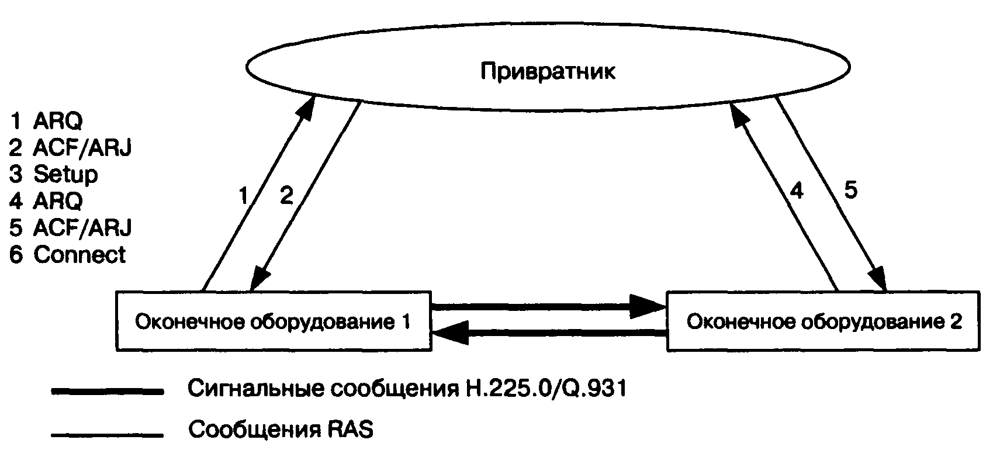 Привратник
1 ARQ
2 ACF/ARJ
3 Setup
4 ARQ
5 ACF/ARJ
6 Connect
1
2
4
5
Оконечное оборудование 1
Оконечное оборудование 2
Сигнальные сообщения H.225.0/Q.931
Сообщения RAS